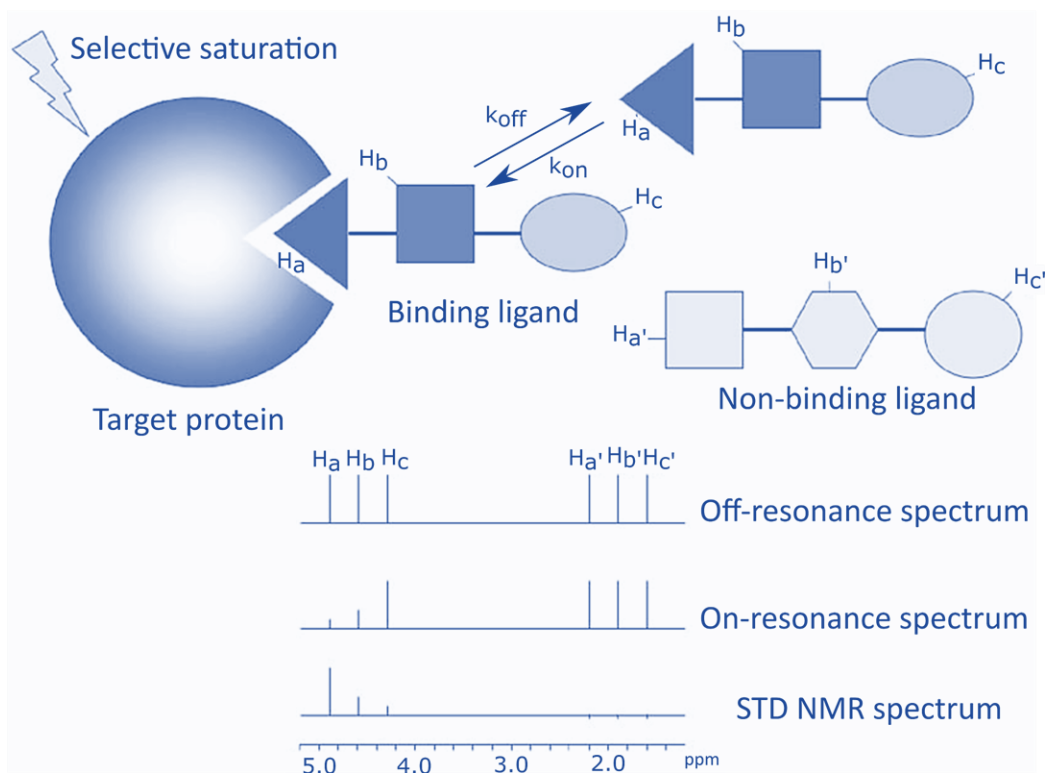 Selective saturation
Hb
Hc
koff
Ha
kon
Hb
Hc
Ha
Binding ligand
Hb'
Hc'
Ha'
Non-binding ligand
Target protein
Ha Hb Hc Ha' Hb' Hc'
Off-resonance spectrum
On-resonance spectrum
STD NMR spectrum
5.0 4.0 3.0 2.0 ppm